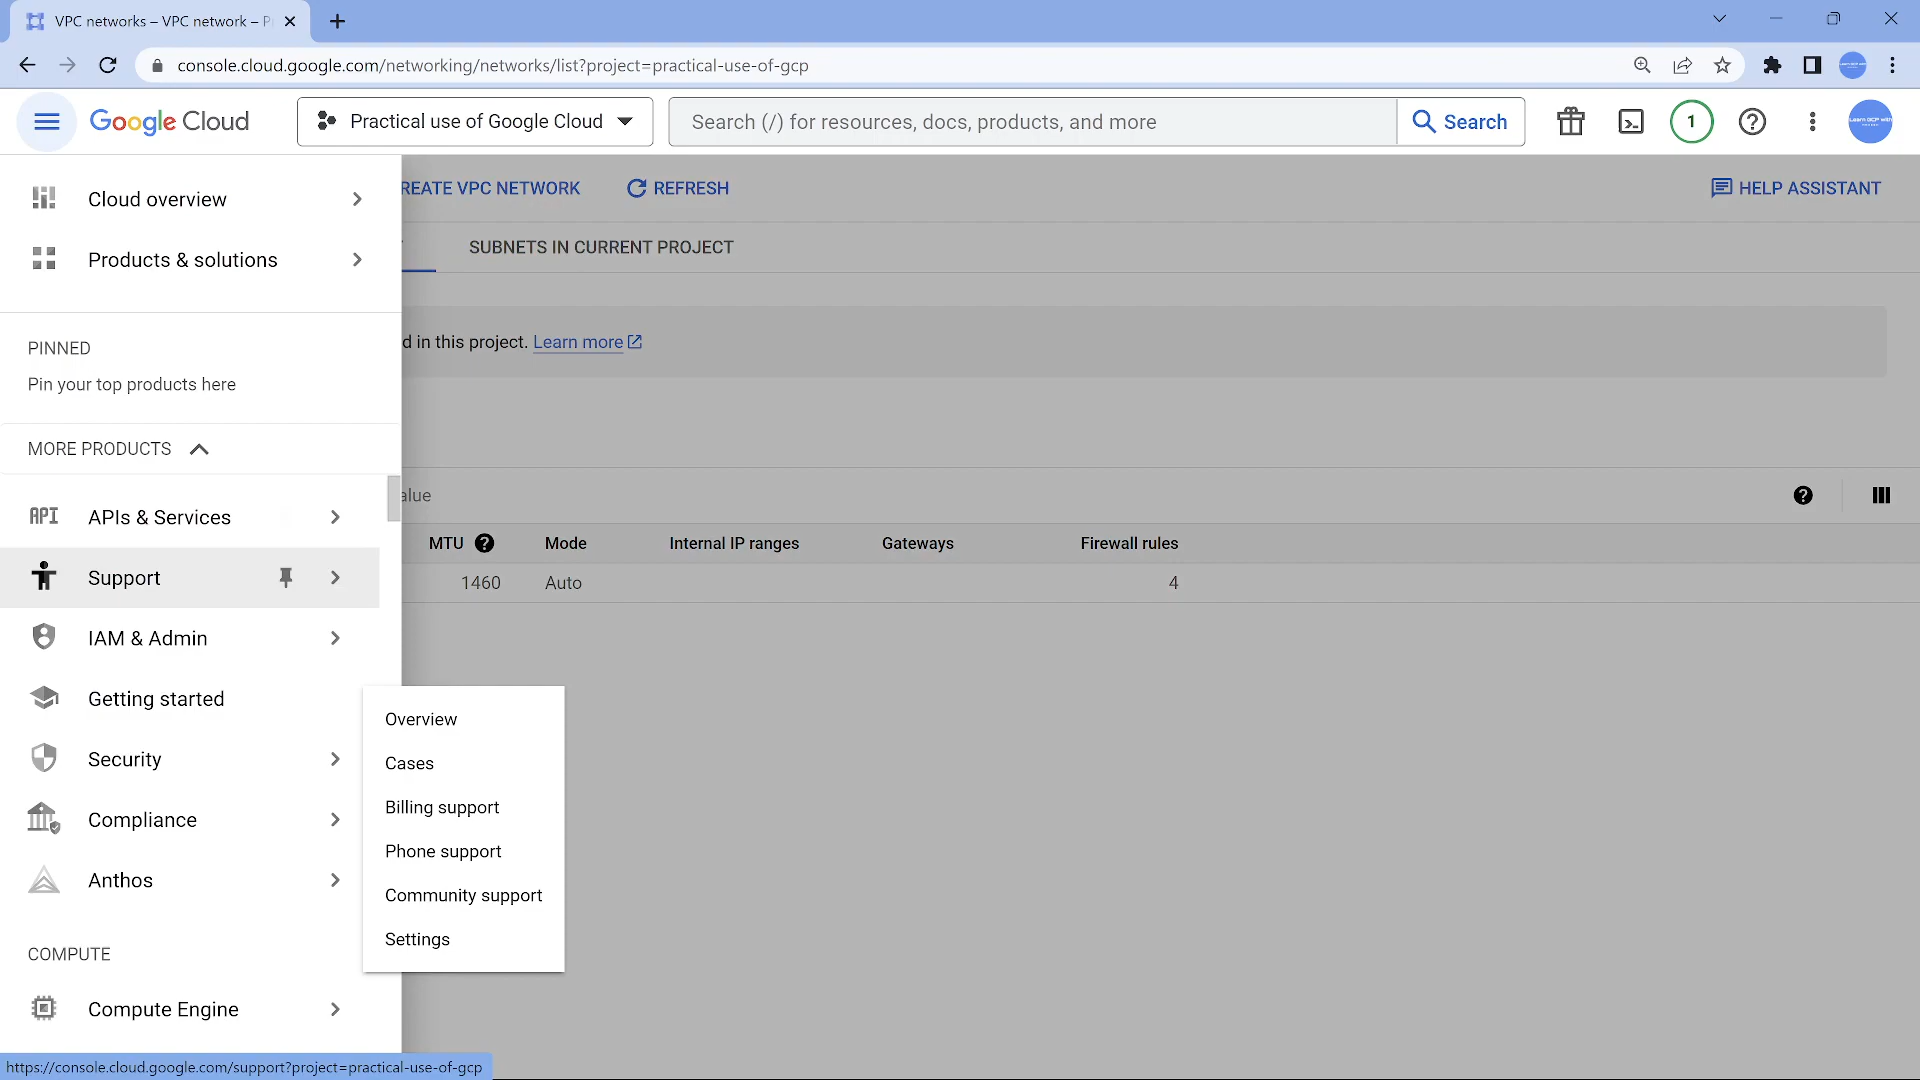 VPC networks – VPC network – P
console.cloud.google.com/networking/networks/list?project=practical-use-of-gcp
Google Cloud
Practical use of Google Cloud
Search (/) for resources, docs, products, and more
Search
1
Cloud overview
REATE VPC NETWORK
REFRESH
HELP ASSISTANT
Products & solutions
SUBNETS IN CURRENT PROJECT
PINNED
d in this project. Learn more
Pin your top products here
MORE PRODUCTS
alue
API
APIs & Services
MTU
Mode
Internal IP ranges
Gateways
Firewall rules
1460
Auto
4
Support
IAM & Admin
Getting started
Security
Compliance
Anthos
Overview
Cases
Billing support
Phone support
Community support
Settings
COMPUTE
Compute Engine
https://console.cloud.google.com/support?project=practical-use-of-gcp